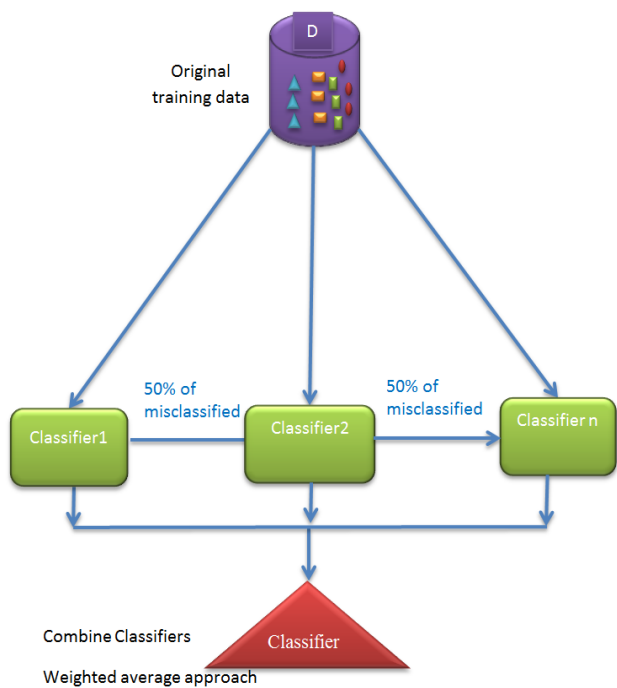 D
Original
training data
50% of
misclassified
50% of
misclassified
Classifier1
Classifier2
Classifier n
Classifier
Combine Classifiers
Weighted average approach